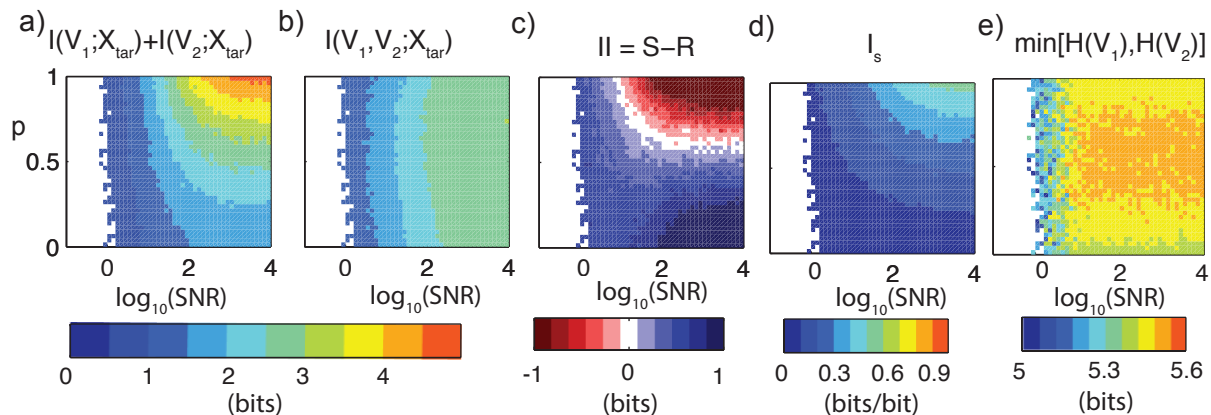 a) b) c) d) e)
I(V1;Xtar)+I(V2;Xtar) I(V1,V2;Xtar) II = S−R Is min[H(V1),H(V2)]
1
p 0.5
0
0 2 4 0 2 4 0 2 4 0 2 4 0 2 4
log10(SNR) log10(SNR) log10(SNR) log10(SNR) log10(SNR)
0 1 2 3 4 -1 0 1 0 0.3 0.6 0.9 5 5.3 5.6
(bits) (bits) (bits/bit) (bits)